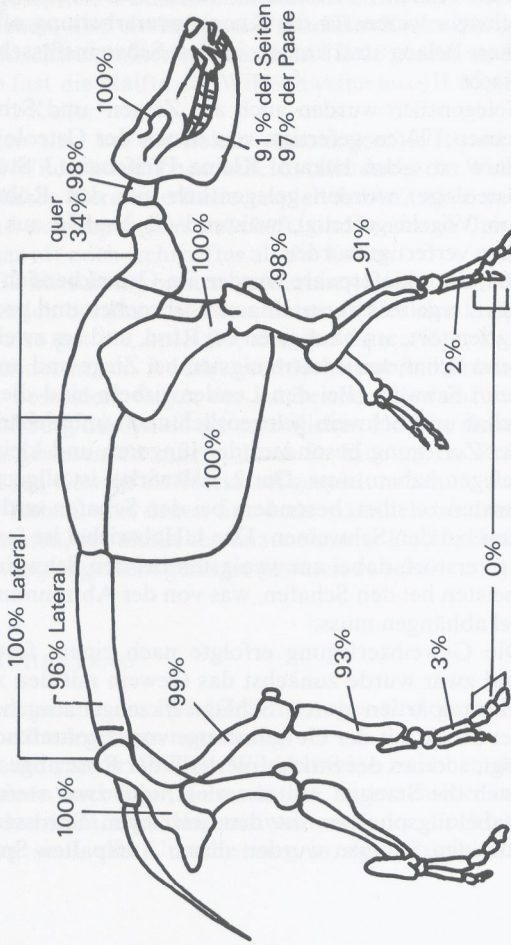 100% Lateral
96% Lateral
100%
quer
34% 98%
100%
91% der Seiten
97% der Paare
100%
98%
91%
100%
99%
93%
2%
3%
0%